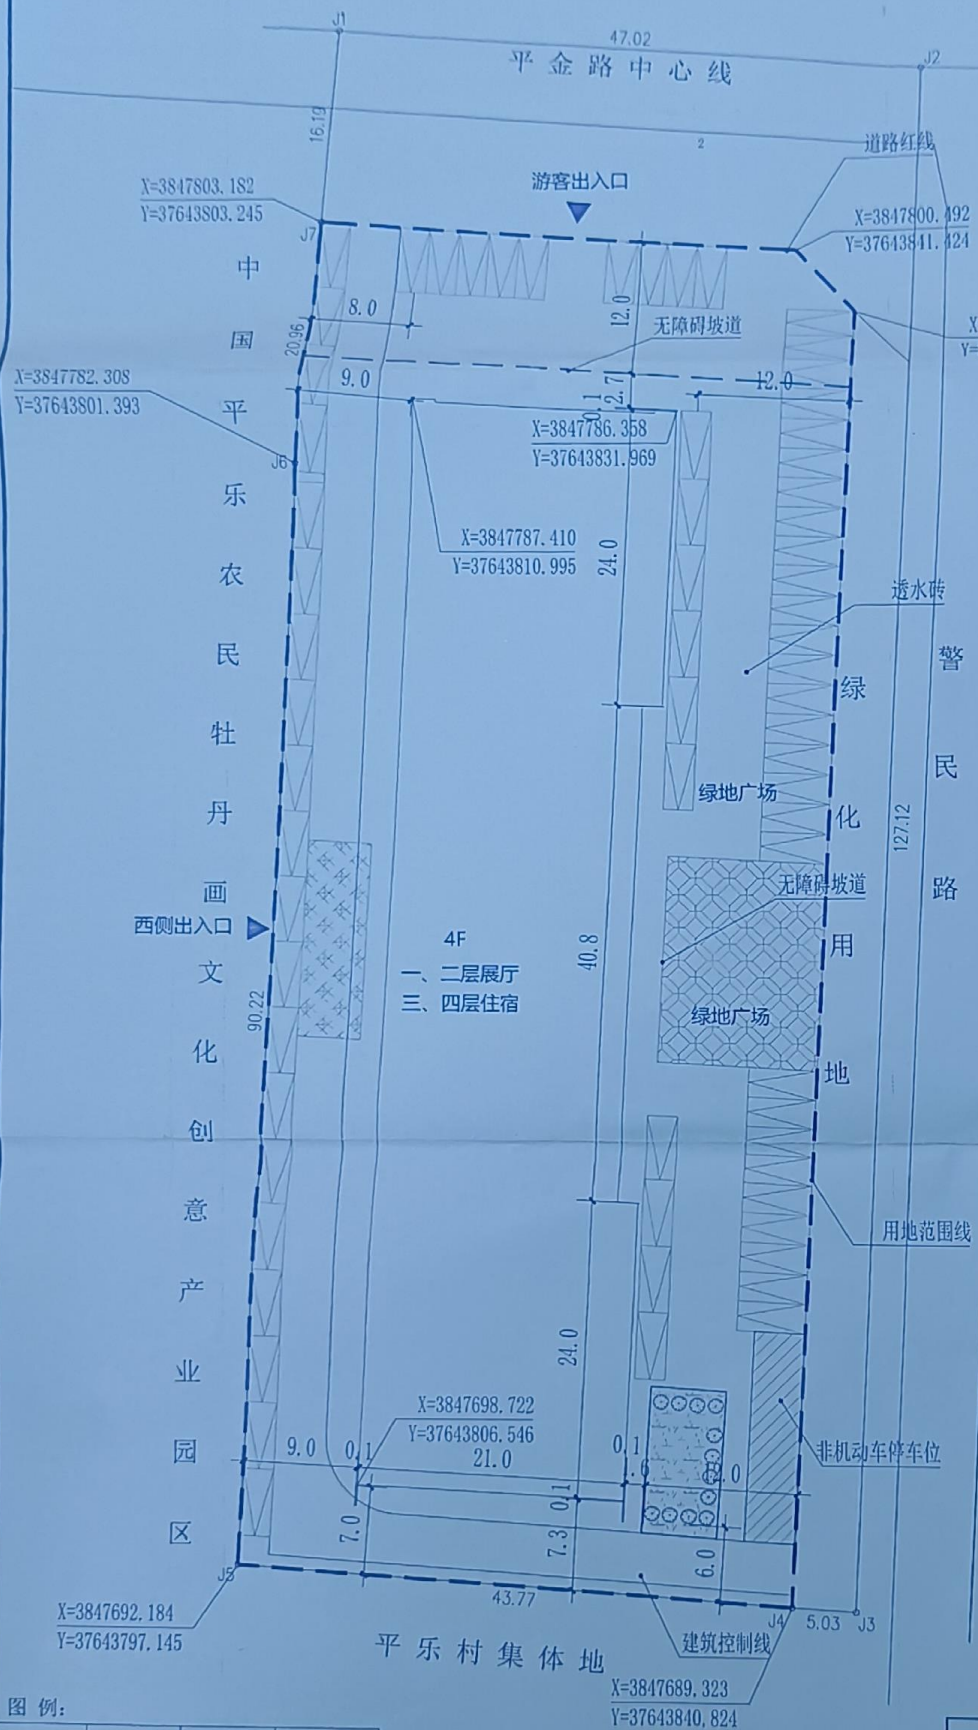 J1
47.02
平金路中心线
J2
16.19
2
道路红线
游客出入口
X=3847803.182
Y=37643803.245
X=3847800.492
Y=37643841.424
J7
8.0
12.0
无障碍坡道
20.96
9.0
2.7
12.0
0.1
X=3847782.308
Y=37643801.393
X=3847786.358
Y=37643831.969
J6
X=3847787.410
Y=37643810.995
24.0
透水砖
中国平乐农民牡丹画文化创意产业园区
警民路
绿化用地
绿地广场
127.12
无障碍坡道
西侧出入口
4F
一、二层展厅
三、四层住宿
40.8
绿地广场
90.22
用地范围线
24.0
X=3847698.722
Y=37643806.546
9.0
0.1
21.0
0.1
非机动车停车位
0.1
7.0
7.3
6.0
J5
43.77
J4
5.03
J3
X=3847692.184
Y=37643797.145
平乐村集体地
建筑控制线
X=3847689.323
Y=37643840.824
图 例: